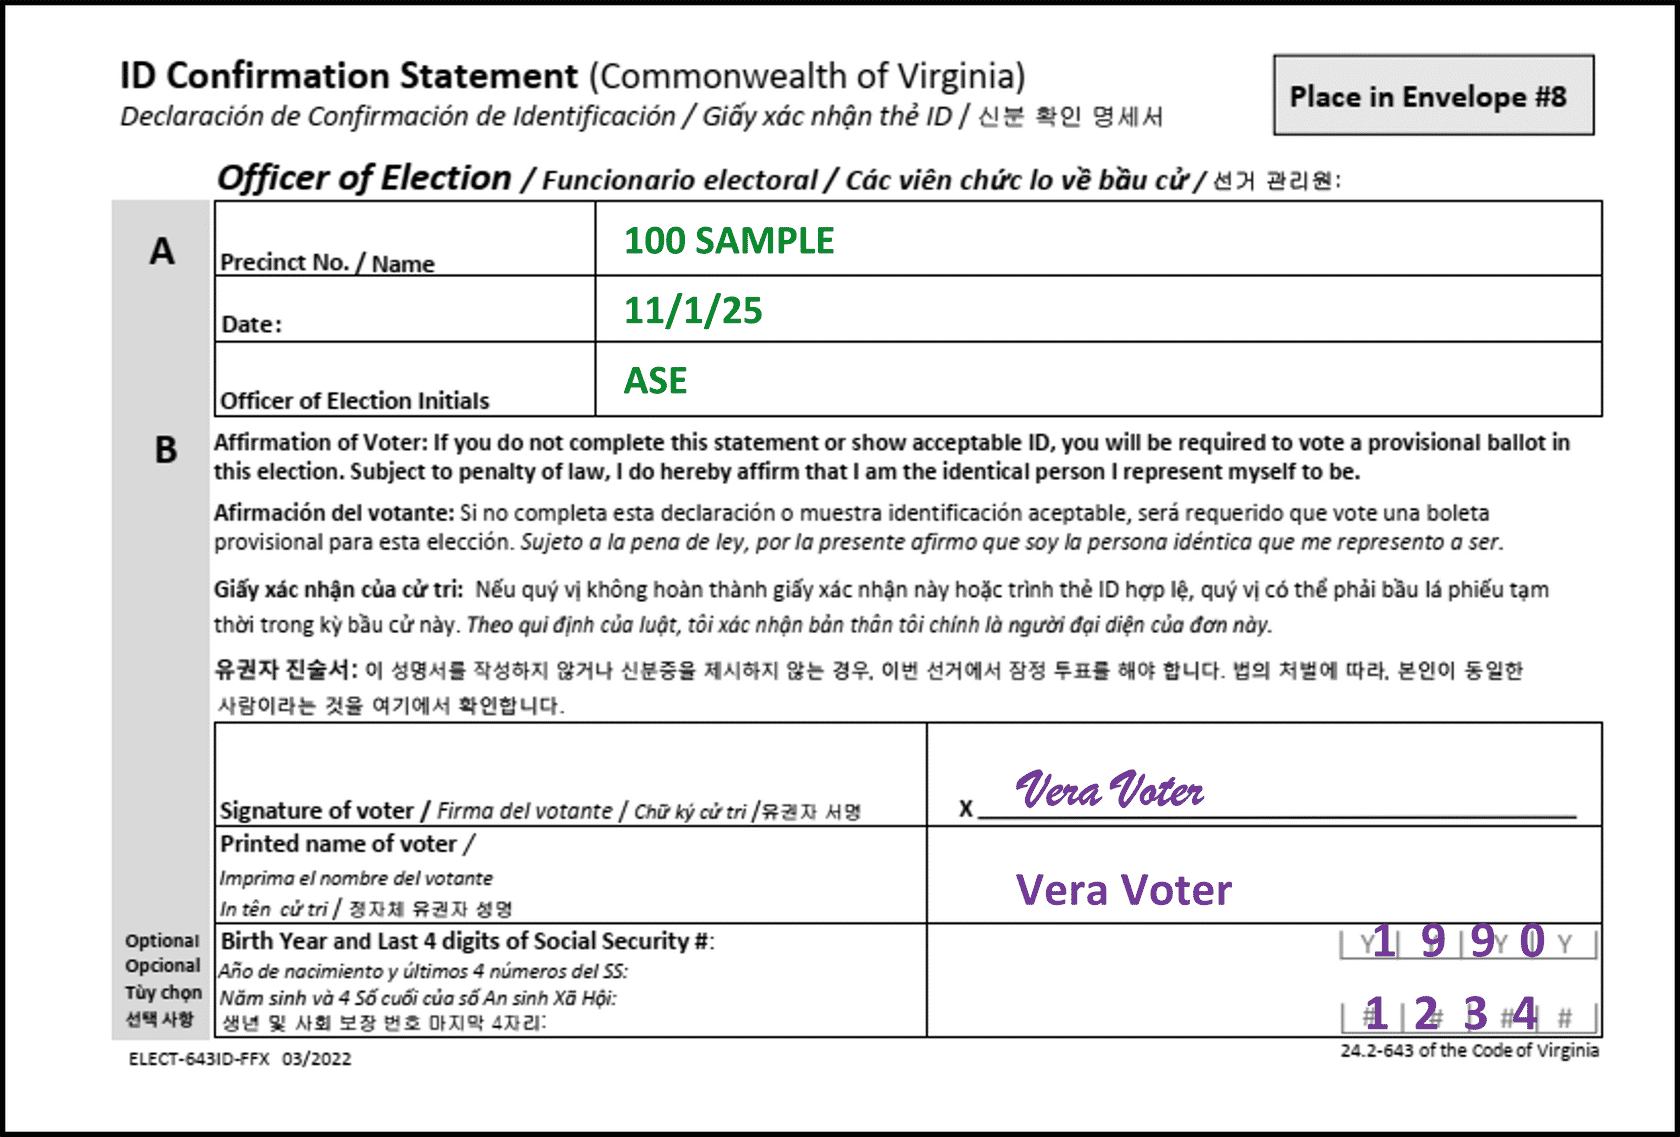 ID Confirmation Statement (Commonwealth of Virginia)
Declaración de Confirmación de Identificación / Giấy xác nhận thẻ ID / 신분 확인 명세서
Place in Envelope #8
Officer of Election / Funcionario electoral / Các viên chức lo về bầu cử / 선거 관리원:
A
Precinct No. / Name
100 SAMPLE
Date:
11/1/25
Officer of Election Initials
ASE
B
Affirmation of Voter: If you do not complete this statement or show acceptable ID, you will be required to vote a provisional ballot in
this election. Subject to penalty of law, I do hereby affirm that I am the identical person I represent myself to be.
Afirmación del votante: Si no completa esta declaración o muestra identificación aceptable, será requerido que vote una boleta
provisional para esta elección. Sujeto a la pena de ley, por la presente afirmo que soy la persona idéntica que me represento a ser.
Giấy xác nhận của cử tri: Nếu quý vị không hoàn thành giấy xác nhận này hoặc trình thẻ ID hợp lệ, quý vị có thể phải bầu lá phiếu tạm
thời trong kỳ bầu cử này. Theo qui định của luật, tôi xác nhận bản thân tôi chính là người đại diện của đơn này.
유권자 진술서: 이 성명서를 작성하지 않거나 신분증을 제시하지 않는 경우, 이번 선거에서 잠정 투표를 해야 합니다. 법의 처벌에 따라, 본인이 동일한
사람이라는 것을 여기에서 확인합니다.
Signature of voter / Firma del votante / Chữ ký cử tri /유권자 서명
X Vera Voter
Printed name of voter /
Imprima el nombre del votante
In tên cử tri / 정자체 유권자 성명
Vera Voter
Optional
Opcional
Tùy chọn
선택 사항
Birth Year and Last 4 digits of Social Security #:
Año de nacimiento y últimos 4 números del SS:
Năm sinh và 4 Số cuối của số An sinh Xã Hội:
생년 및 사회 보장 번호 마지막 4자리:
Y 1 9 9 Y 0 Y
# 1 2 # 3 # 4 #
ELECT-643ID-FFX 03/2022
24.2-643 of the Code of Virginia